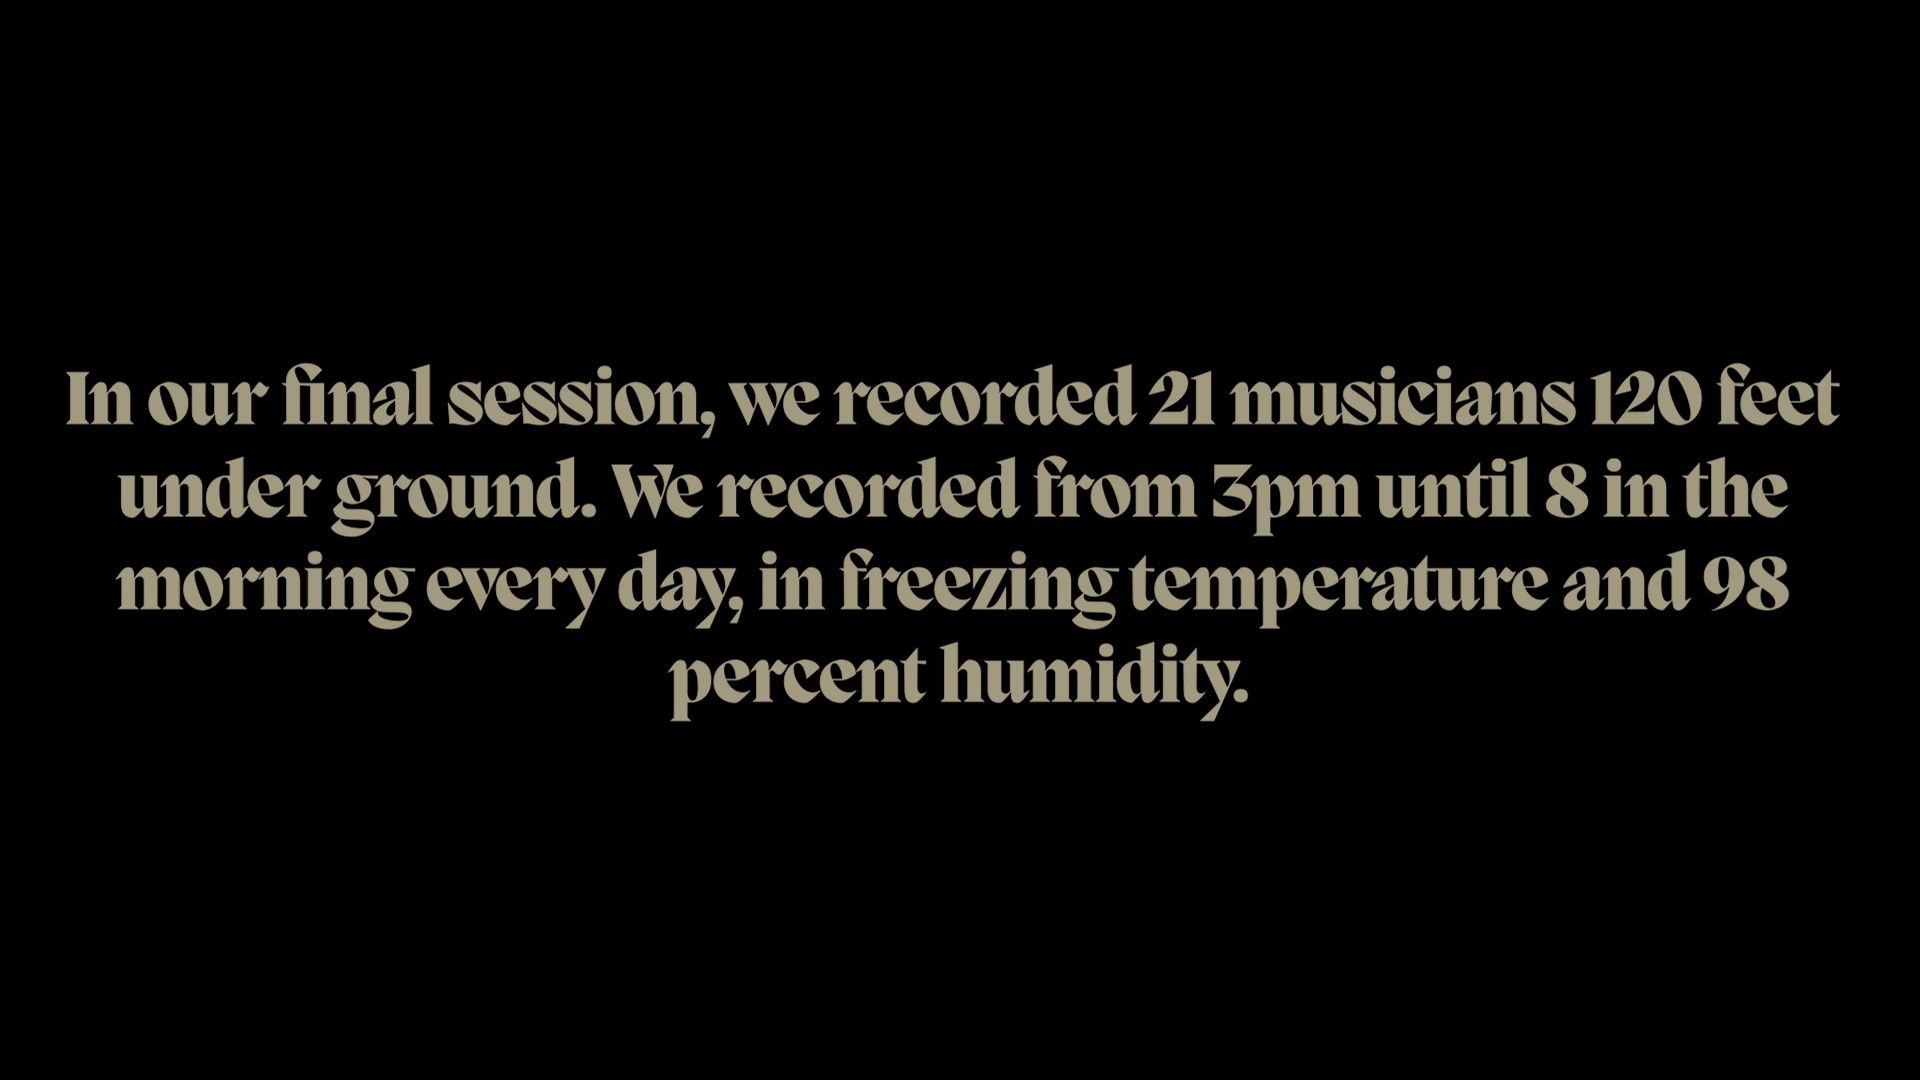 In our final session, we recorded 21 musicians 120 feet
under ground. We recorded from 3pm until 8 in the
morning every day, in freezing temperature and 98
percent humidity.